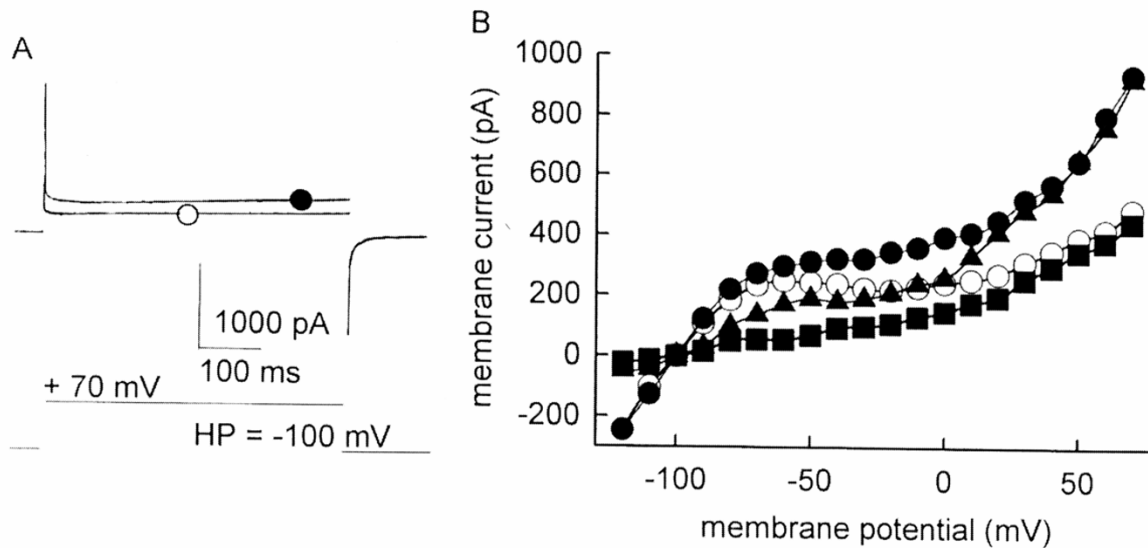 A
1000 pA
100 ms
+ 70 mV
HP = -100 mV
B
membrane current (pA)
1000
800
600
400
200
0
-200
-100
-50
0
50
membrane potential (mV)